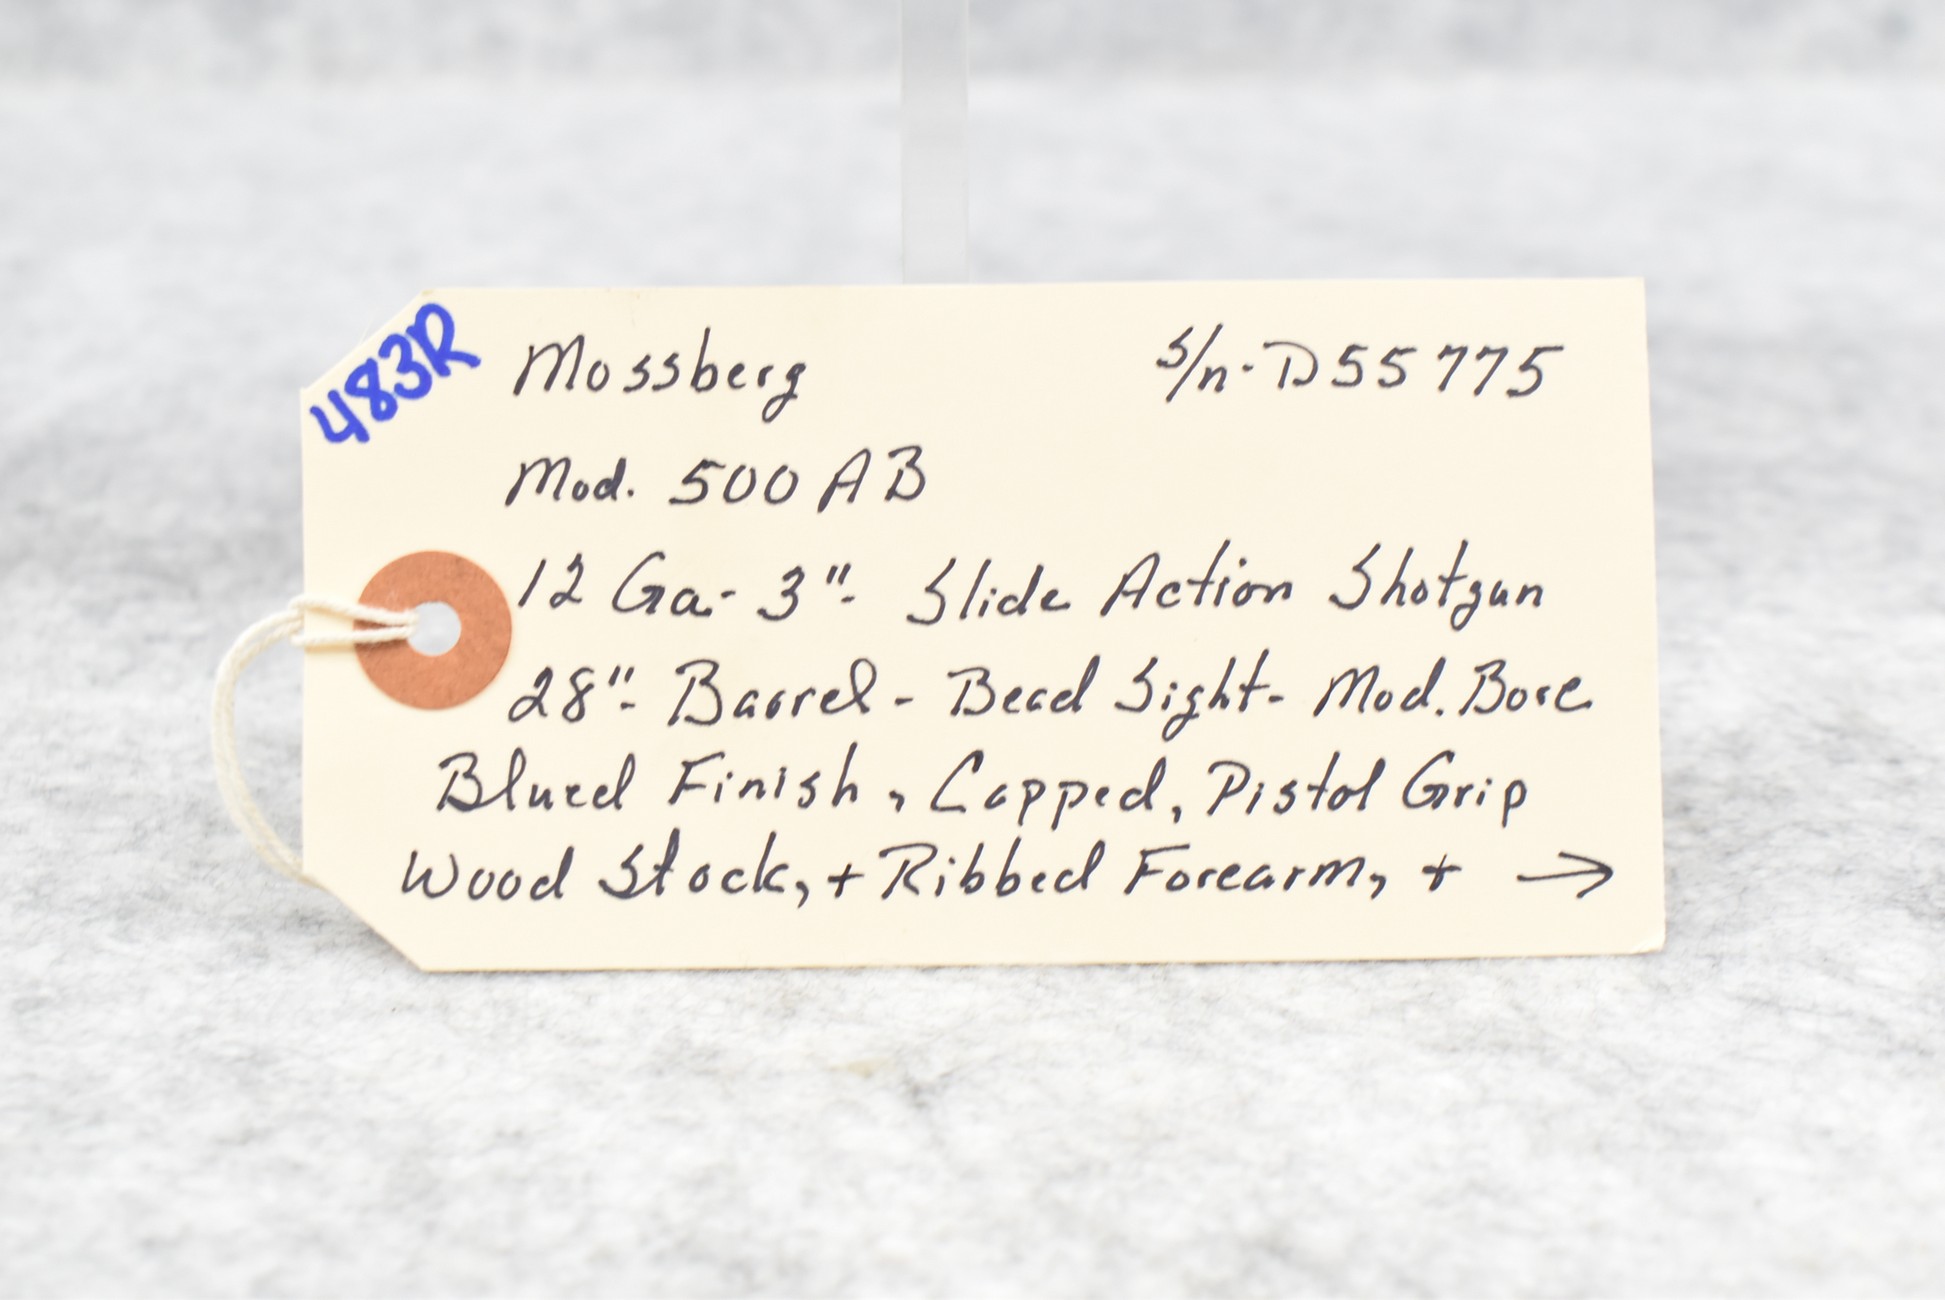 483R
Mossberg S/n- D55775
Mod. 500 AB
12 Ga- 3"- Slide Action Shotgun
28"- Barrel - Bead Sight- Mod. Bore
Blued Finish, Capped, Pistol Grip
Wood Stock, + Ribbed Forearm, + →